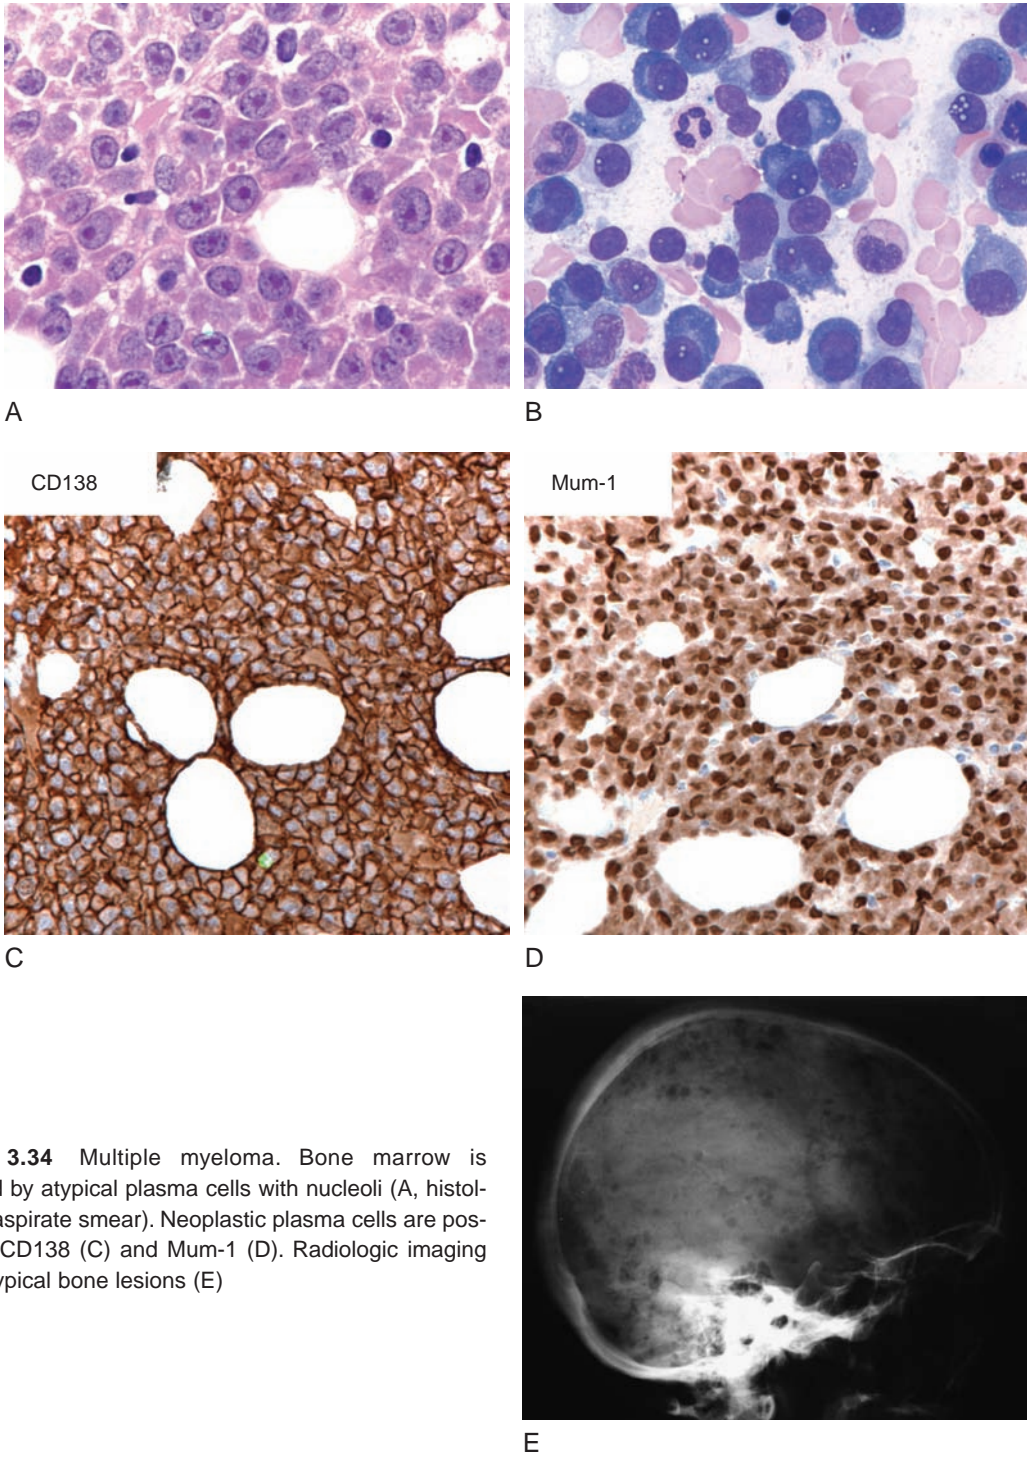 A
B
CD138
Mum-1
C
D
3.34 Multiple myeloma. Bone marrow is
by atypical plasma cells with nucleoli (A, histol-
aspirate smear). Neoplastic plasma cells are pos-
CD138 (C) and Mum-1 (D). Radiologic imaging
bone lesions (E)
E